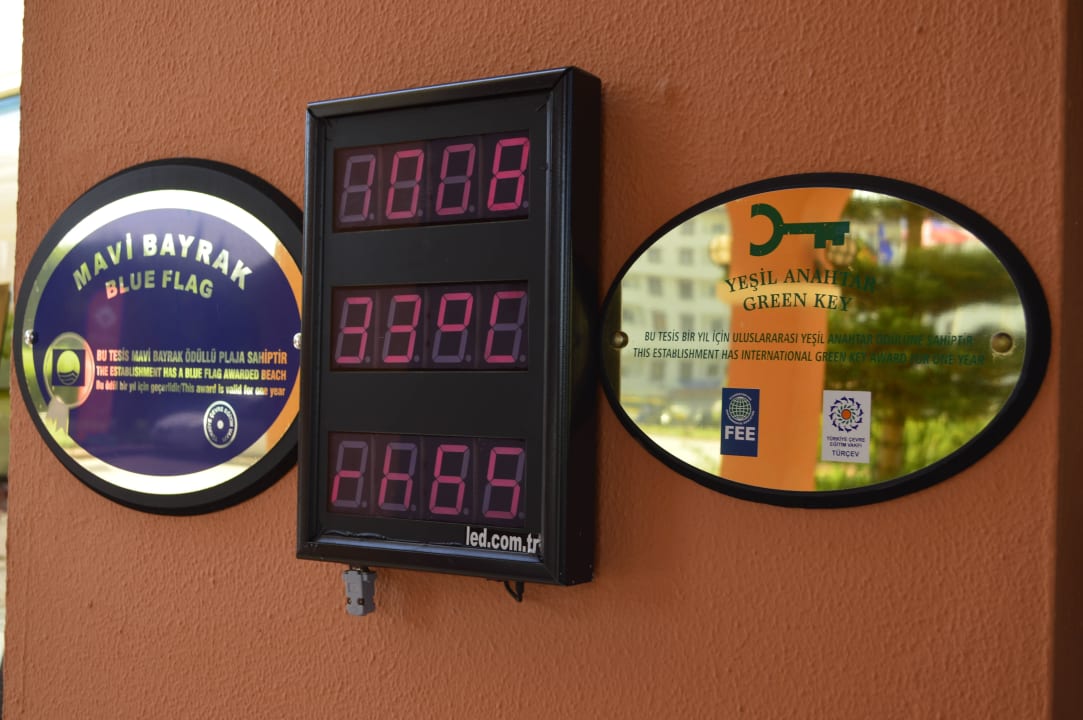 MAVİ BAYRAK
BLUE FLAG
BU TESİS MAVİ BAYRAK ÖDÜLLÜ PLAJA SAHİPTİR
THE ESTABLISHMENT HAS A BLUE FLAG AWARDED BEACH
Bu ödül bir yıl için geçerlidir/This award is valid for one year
33°C
led.com.tr
YEŞİL ANAHTAR
GREEN KEY
BU TESİS BİR YIL İÇİN ULUSLARARASI YEŞİL ANAHTAR ÖDÜLÜNE SAHİPTİR
THIS ESTABLISHMENT HAS INTERNATIONAL GREEN KEY AWARD FOR ONE YEAR
FEE
TÜRKİYE ÇEVRE
EĞİTİM VAKFI
TÜRÇEV